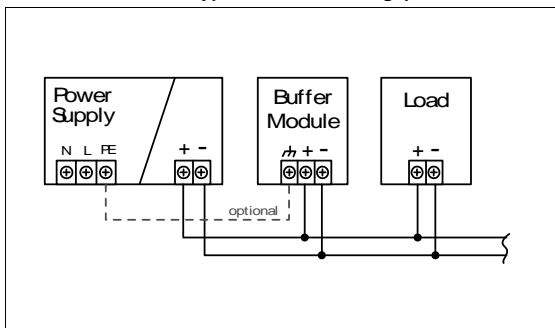 Power
Supply
N L PE
+ -
Buffer
Module
+ -
Load
+ -
optional